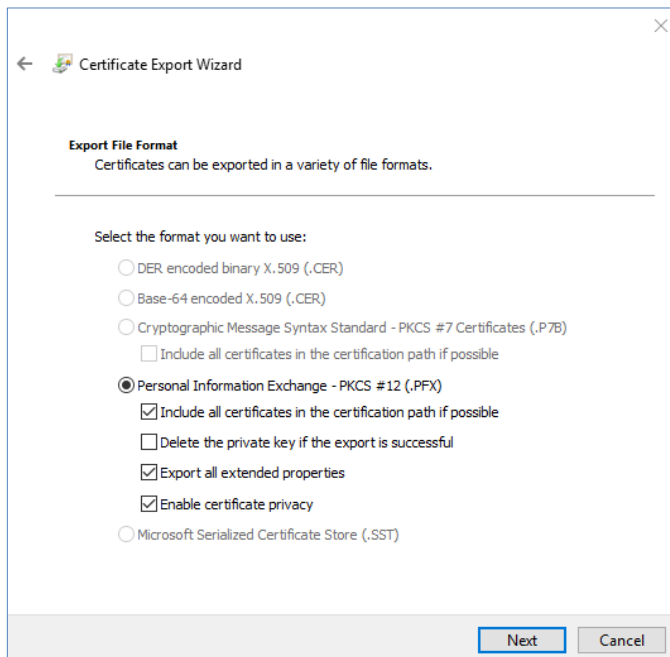 Certificate Export Wizard
Export File Format
Certificates can be exported in a variety of file formats.
Select the format you want to use:
DER encoded binary X.509 (.CER)
Base-64 encoded X.509 (.CER)
Cryptographic Message Syntax Standard - PKCS #7 Certificates (.P7B)
Include all certificates in the certification path if possible
Personal Information Exchange - PKCS #12 (.PFX)
Include all certificates in the certification path if possible
Delete the private key if the export is successful
Export all extended properties
Enable certificate privacy
Microsoft Serialized Certificate Store (.SST)
Next Cancel